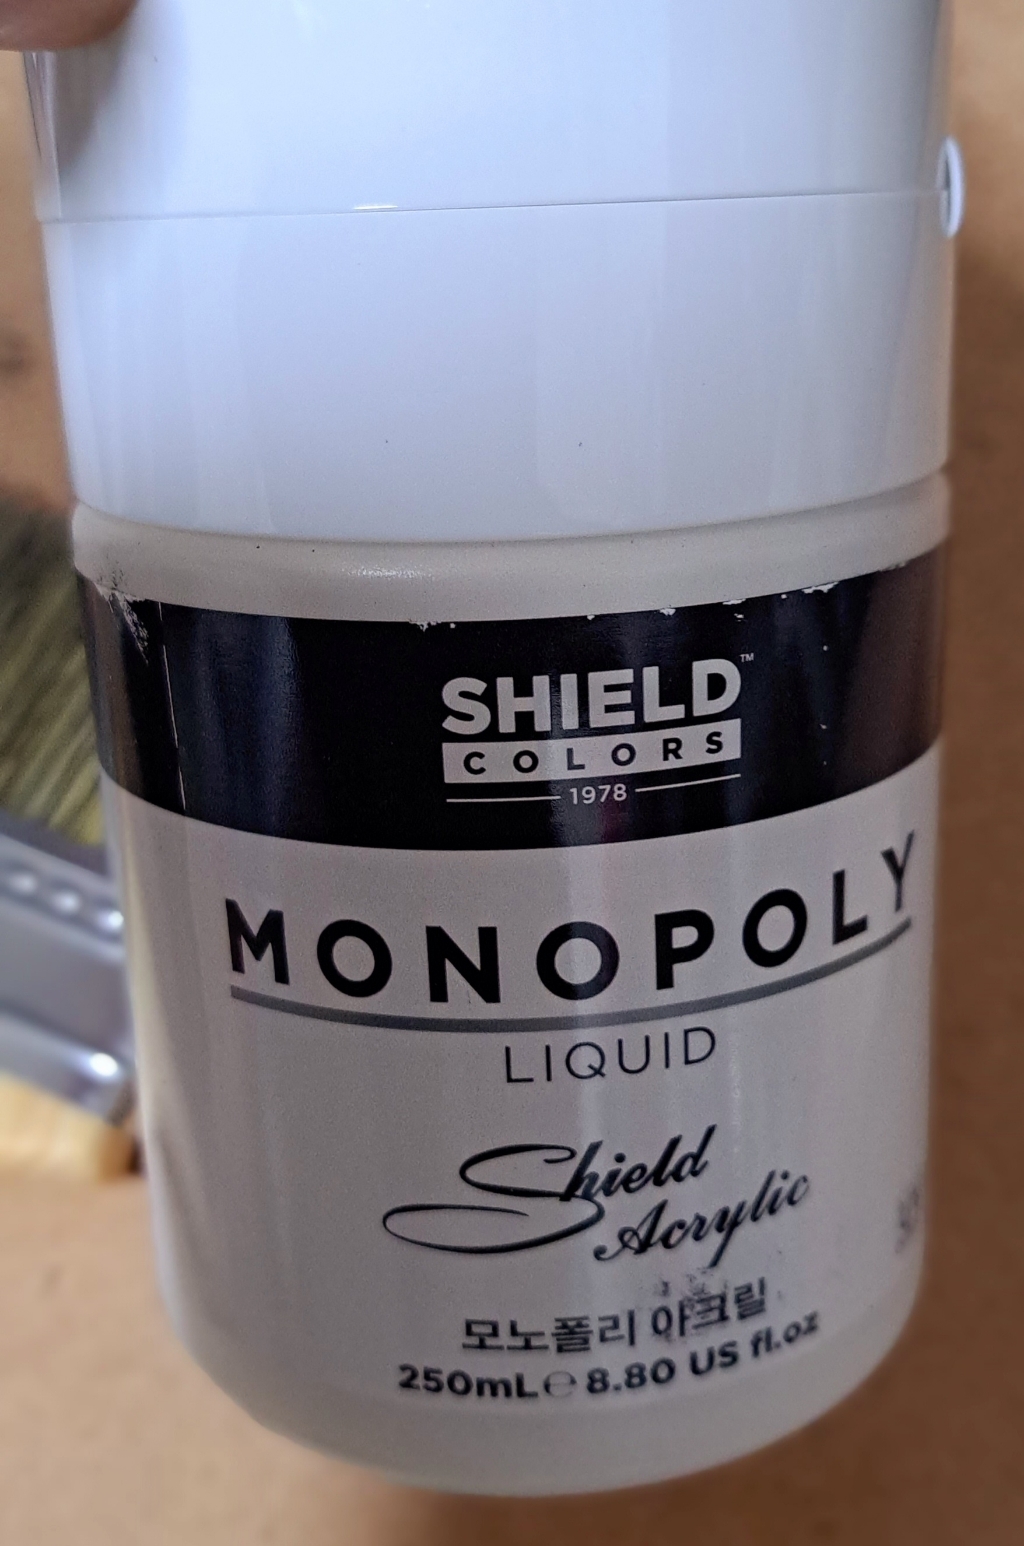 SHIELD™
COLORS
1978
MONOPOLY
LIQUID
Shield
Acrylic
모노폴리 아크릴
250mL ℮ 8.80 US fl.oz